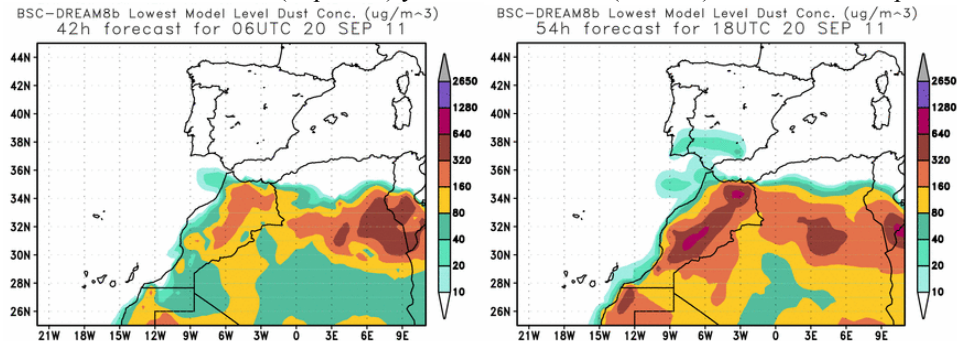 BSC-DREAM8b Lowest Model Level Dust Conc. (ug/m^3)
42h forecast for 06UTC 20 SEP 11
44N
42N
40N
38N
36N
34N
32N
30N
28N
26N
21W 18W 15W 12W 9W 6W 3W 0 3E 6E 9E
2650
1280
640
320
160
80
40
20
10
BSC-DREAM8b Lowest Model Level Dust Conc. (ug/m^3)
54h forecast for 18UTC 20 SEP 11
44N
42N
40N
38N
36N
34N
32N
30N
28N
26N
21W 18W 15W 12W 9W 6W 3W 0 3E 6E 9E
2650
1280
640
320
160
80
40
20
10